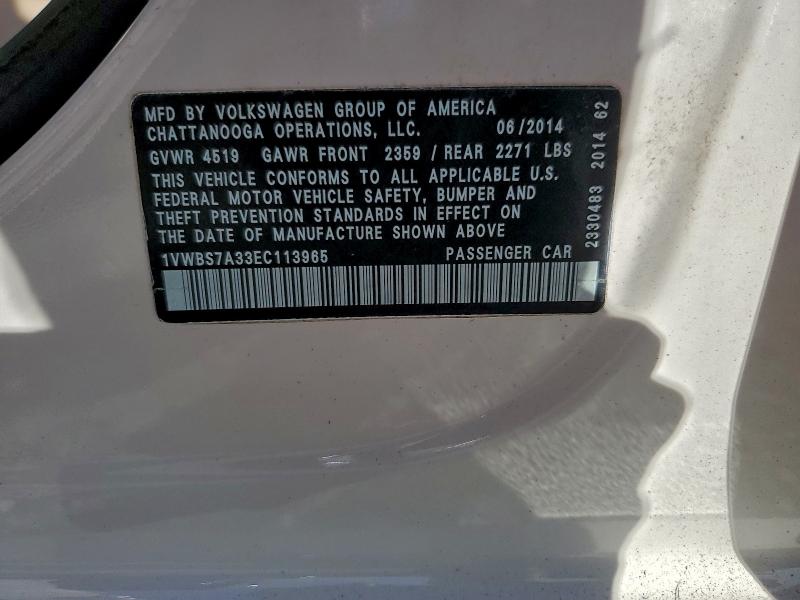 MFD BY VOLKSWAGEN GROUP OF AMERICA
CHATTANOOGA OPERATIONS, LLC. 06/2014
GVWR 4519 GAWR FRONT 2359 / REAR 2271 LBS
THIS VEHICLE CONFORMS TO ALL APPLICABLE U.S.
FEDERAL MOTOR VEHICLE SAFETY, BUMPER AND
THEFT PREVENTION STANDARDS IN EFFECT ON
THE DATE OF MANUFACTURE SHOWN ABOVE
1VWBS7A33EC113965 PASSENGER CAR
2330483 2014 62